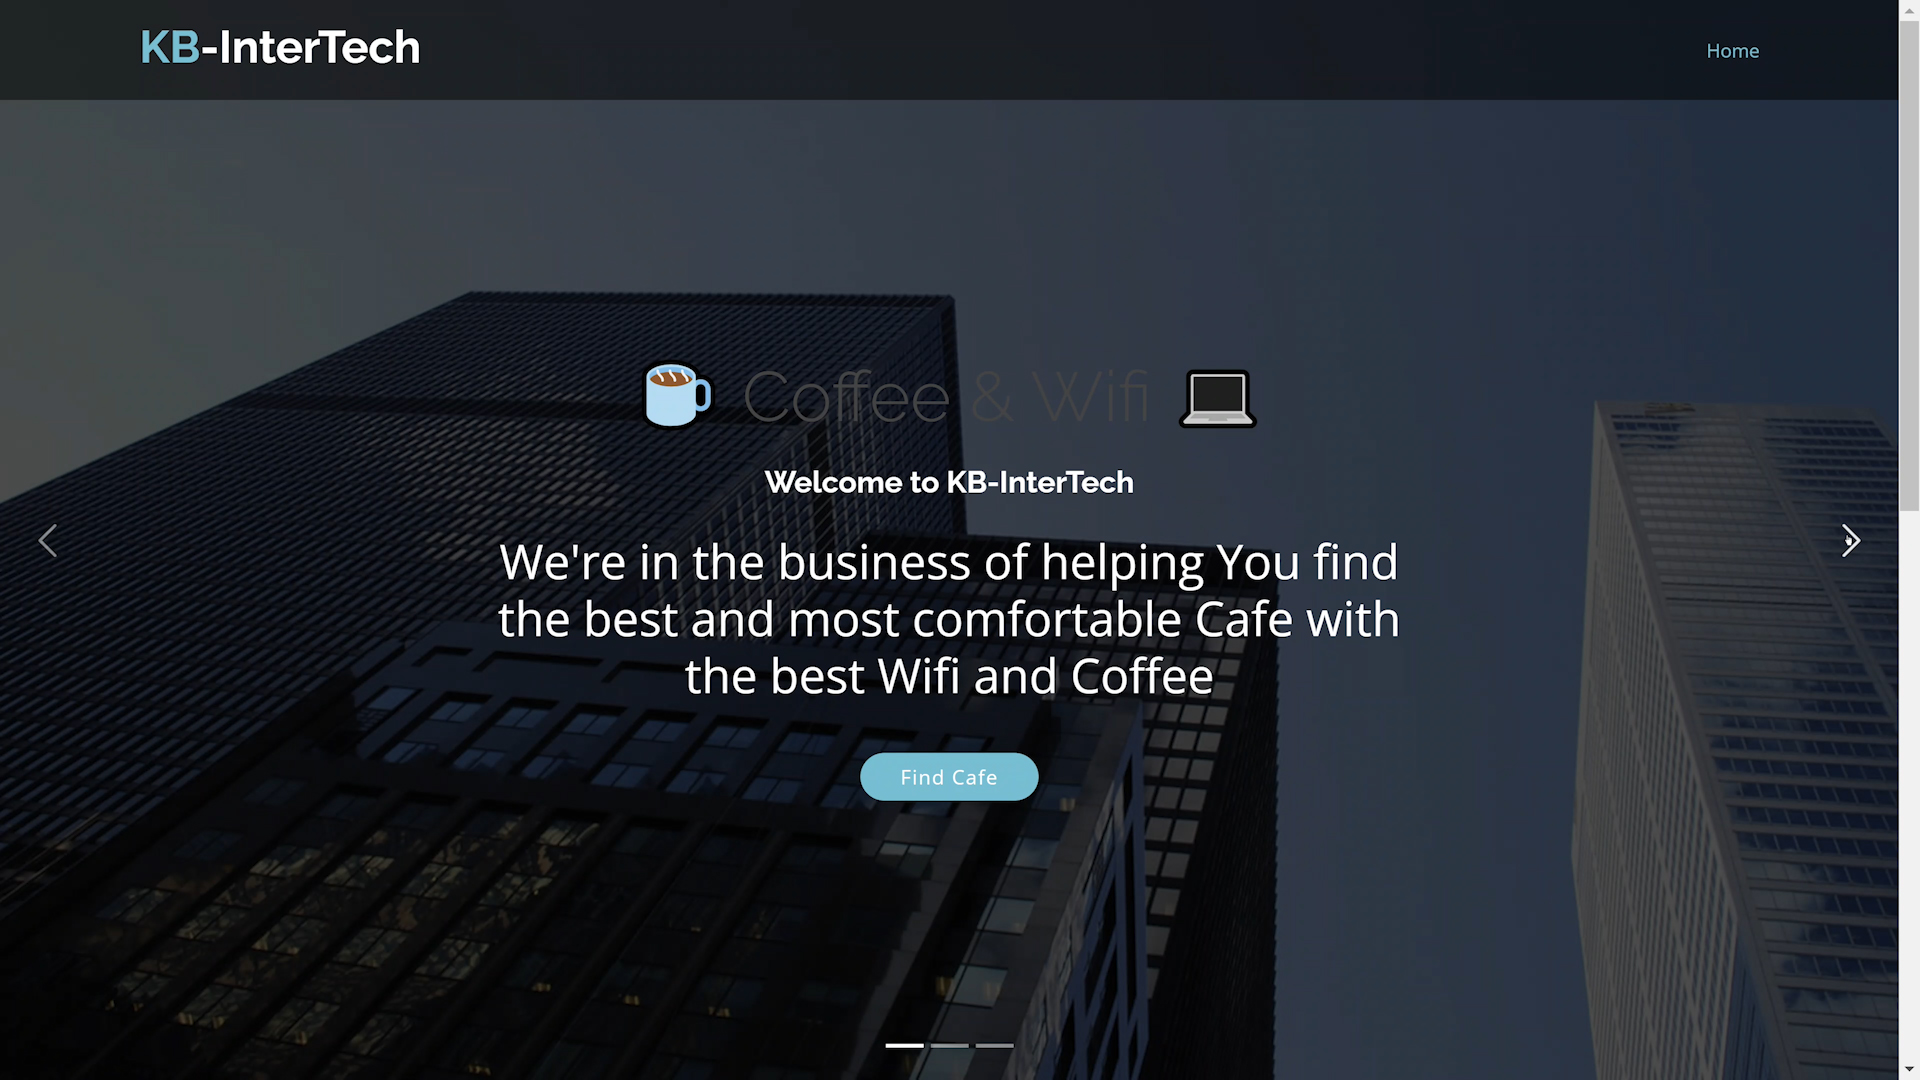 KB-InterTech
Home
Coffee & Wifi
Welcome to KB-InterTech
We're in the business of helping You find
the best and most comfortable Cafe with
the best Wifi and Coffee
Find Cafe